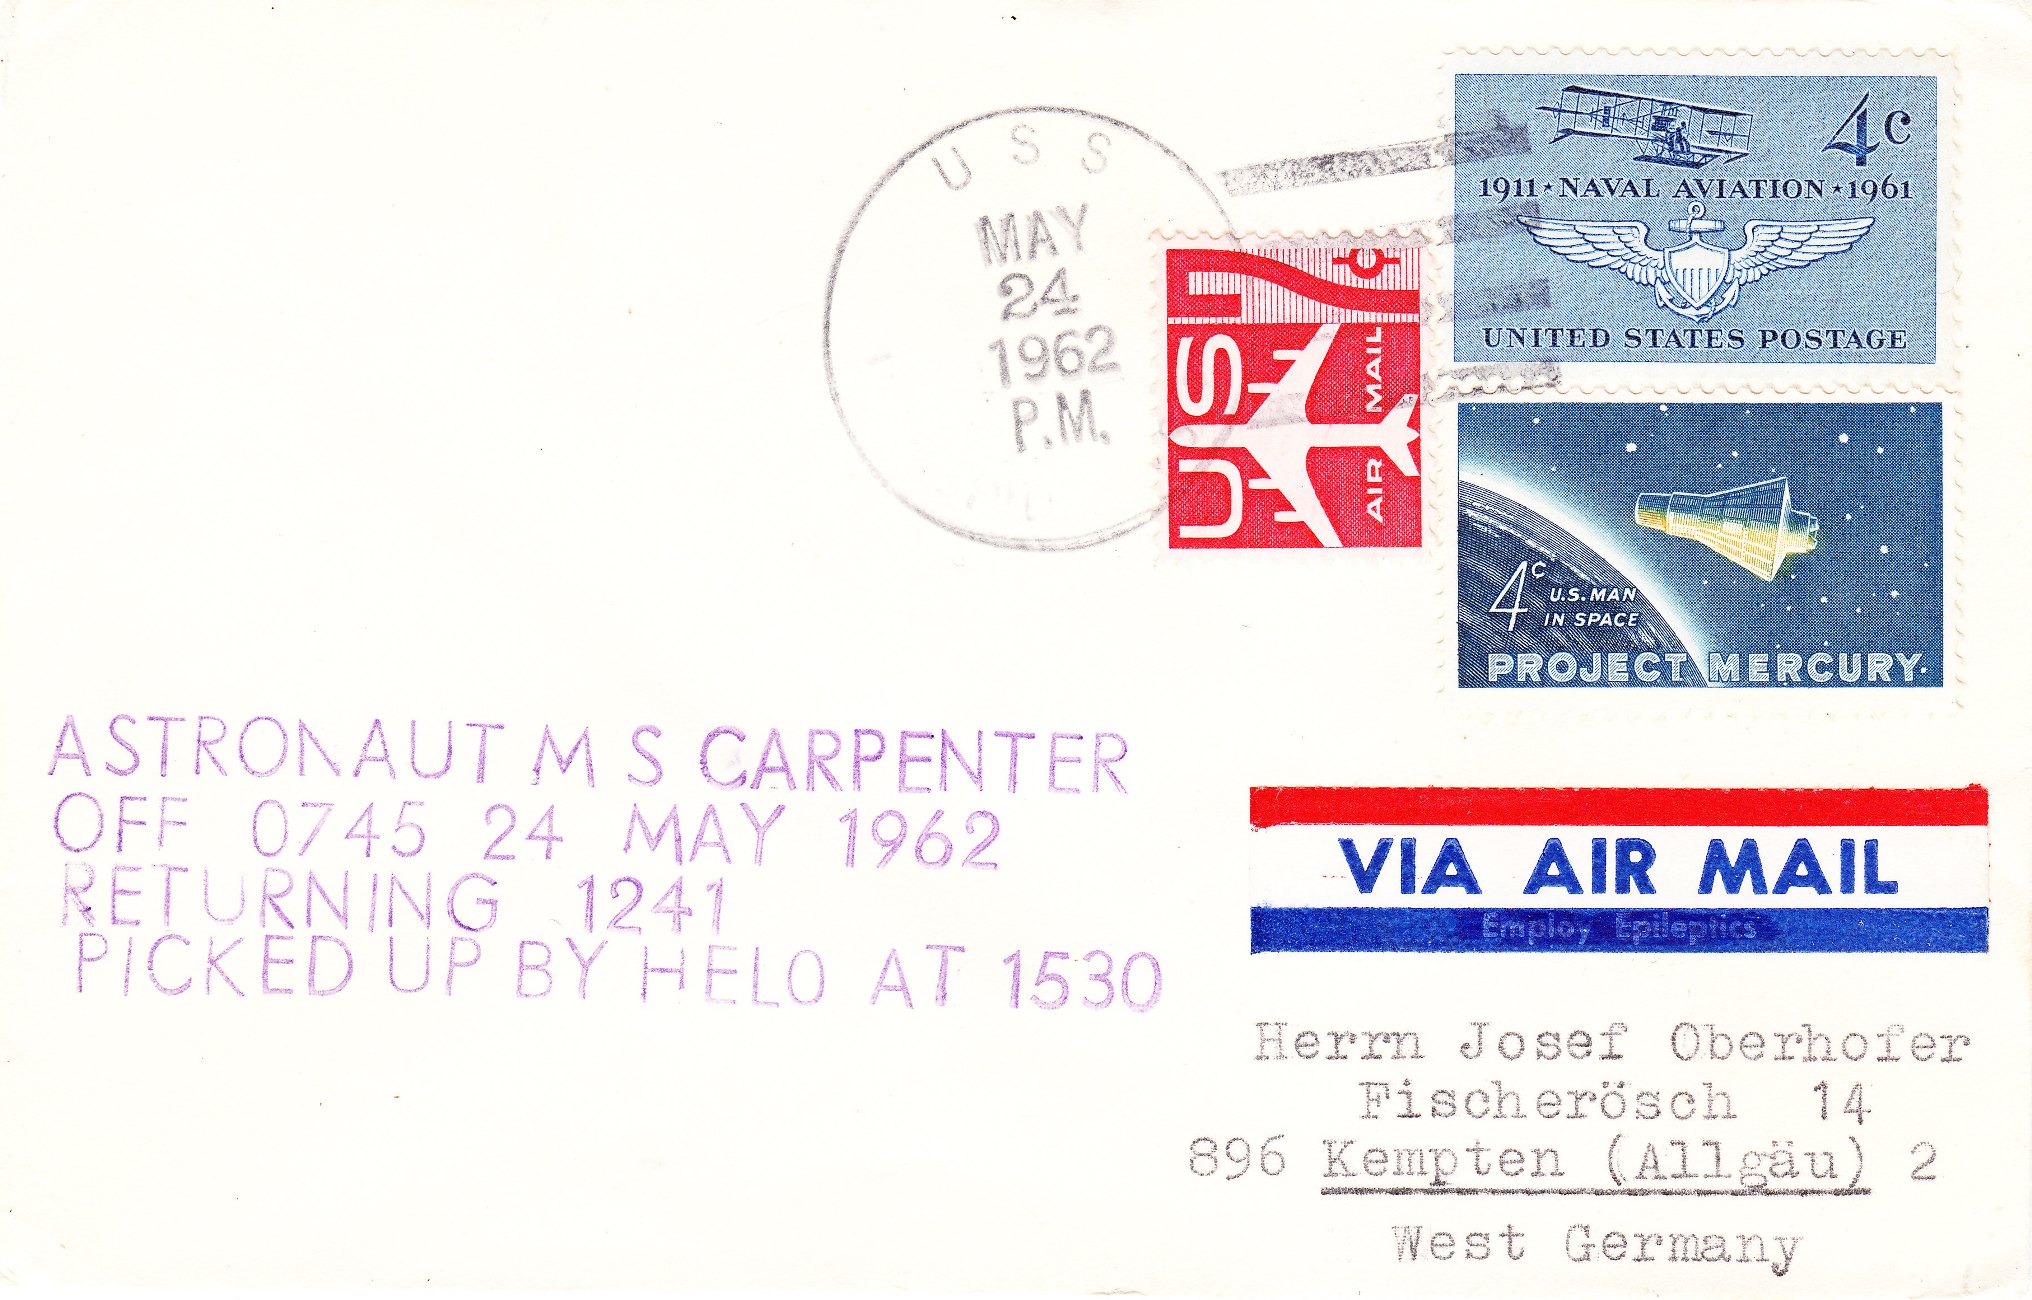 USS
MAY
24
1962
P.M.
4c
1911★NAVAL AVIATION★1961
UNITED STATES POSTAGE
US
7c
AIR MAIL
4c U.S. MAN
IN SPACE
PROJECT MERCURY
ASTRONAUT M S CARPENTER
OFF 0745 24 MAY 1962
RETURNING 1241
PICKED UP BY HELO AT 1530
VIA AIR MAIL
Employ Epileptics
Herrn Josef Oberhofer
Fischerösch 14
896 Kempten (Allgäu) 2
West Germany